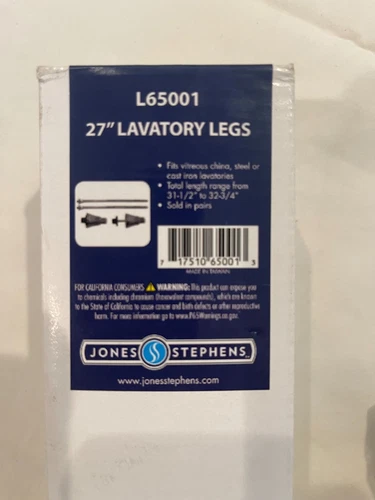 L65001
27" LAVATORY LEGS
• Fits vitreous china, steel or
cast iron lavatories
• Total length range from
31-1/2" to 32-3/4"
• Sold in pairs
7 17510 65001 3
MADE IN TAIWAN
FOR CALIFORNIA CONSUMERS ⚠ WARNING: This product can expose you
to chemicals including chromium (hexavalent compounds), which are known
to the State of California to cause cancer and birth defects or other reproductive
harm. For more information go to www.P65Warnings.ca.gov.
JONES STEPHENS
www.jonesstephens.com